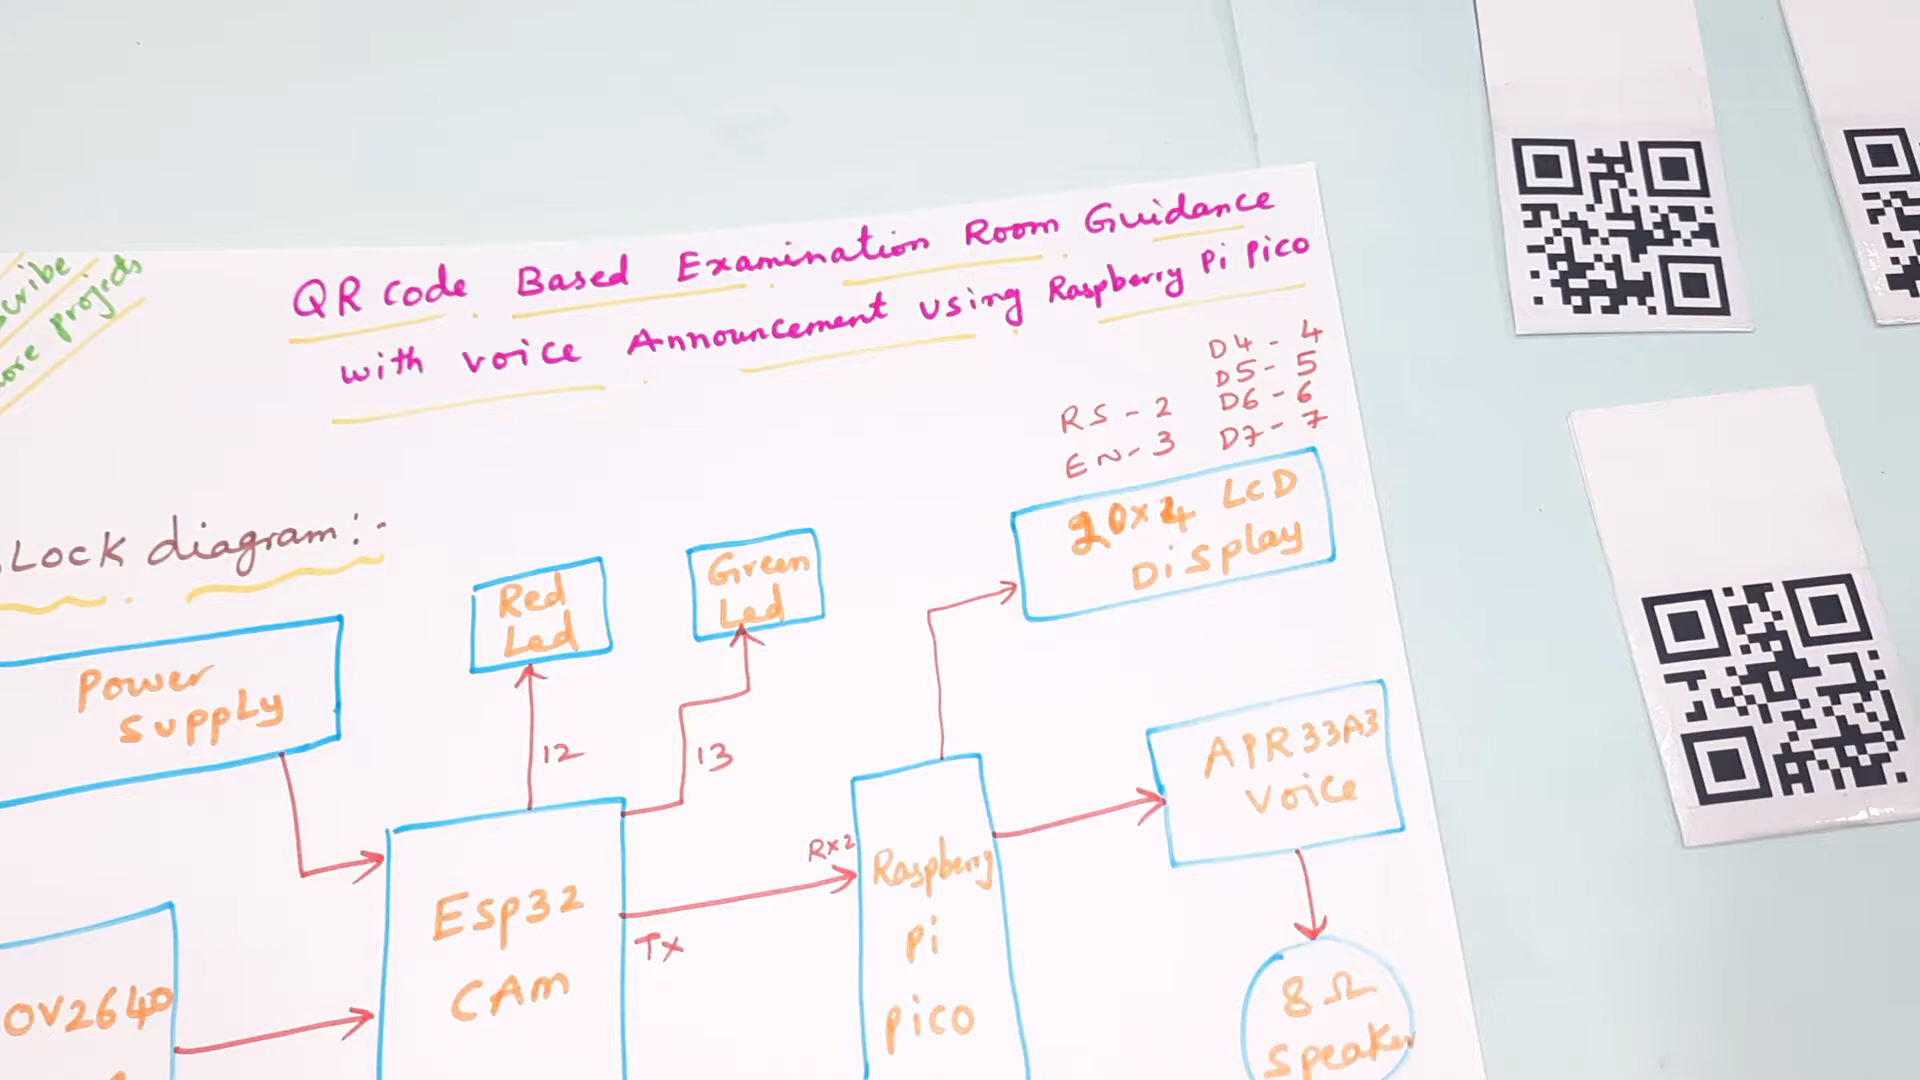 QR code Based Examination Room Guidance
with voice Announcement using Raspberry Pi Pico
projects
D4 - 4
D5 - 5
RS - 2 D6 - 6
EN - 3 D7 - 7
Lock diagram:-
20x4 LCD
Display
Red
Led
Green
Led
Power
supply
12
13
APR33A3
Voice
Rx2
Esp32
CAm
Tx
Raspberry
pi
pico
OV2640
8Ω
Speaker